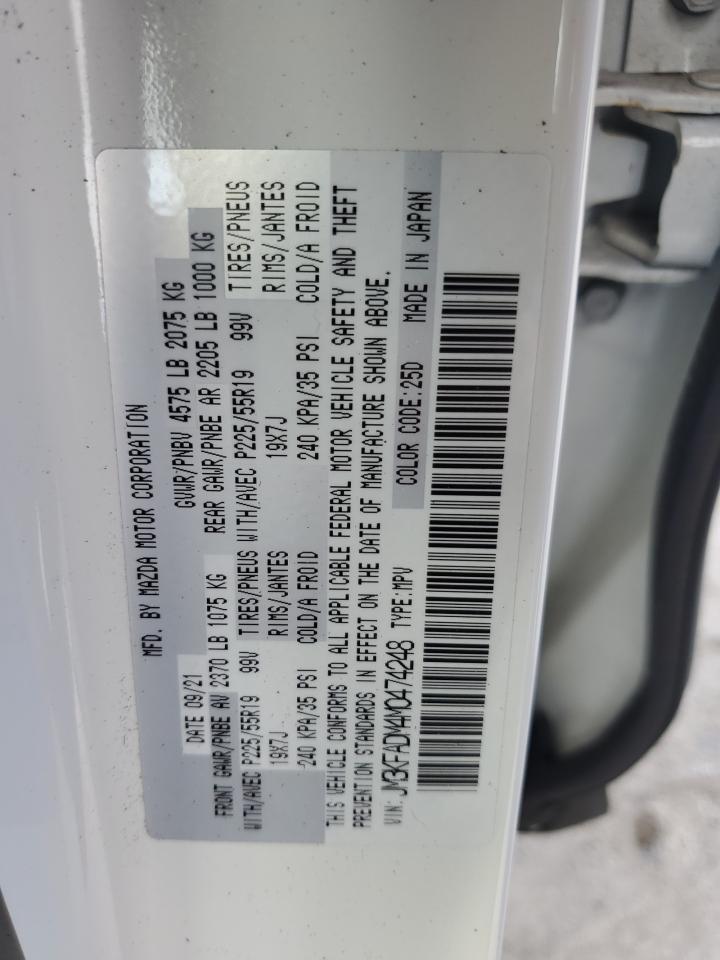 MFD. BY MAZDA MOTOR CORPORATION
DATE 09/21 GVWR/PNBV 4575 LB 2075 KG
FRONT GAWR/PNBE AV 2370 LB 1075 KG REAR GAWR/PNBE AR 2205 LB 1000 KG
WITH/AVEC P225/55R19 99V TIRES/PNEUS WITH/AVEC P225/55R19 99V TIRES/PNEUS
19X7J RIMS/JANTES 19X7J RIMS/JANTES
240 KPA/35 PSI COLD/A FROID 240 KPA/35 PSI COLD/A FROID
THIS VEHICLE CONFORMS TO ALL APPLICABLE FEDERAL MOTOR VEHICLE SAFETY AND THEFT
PREVENTION STANDARDS IN EFFECT ON THE DATE OF MANUFACTURE SHOWN ABOVE.
VIN: JM3KFADM4M0474248 TYPE:MPV COLOR CODE:25D MADE IN JAPAN